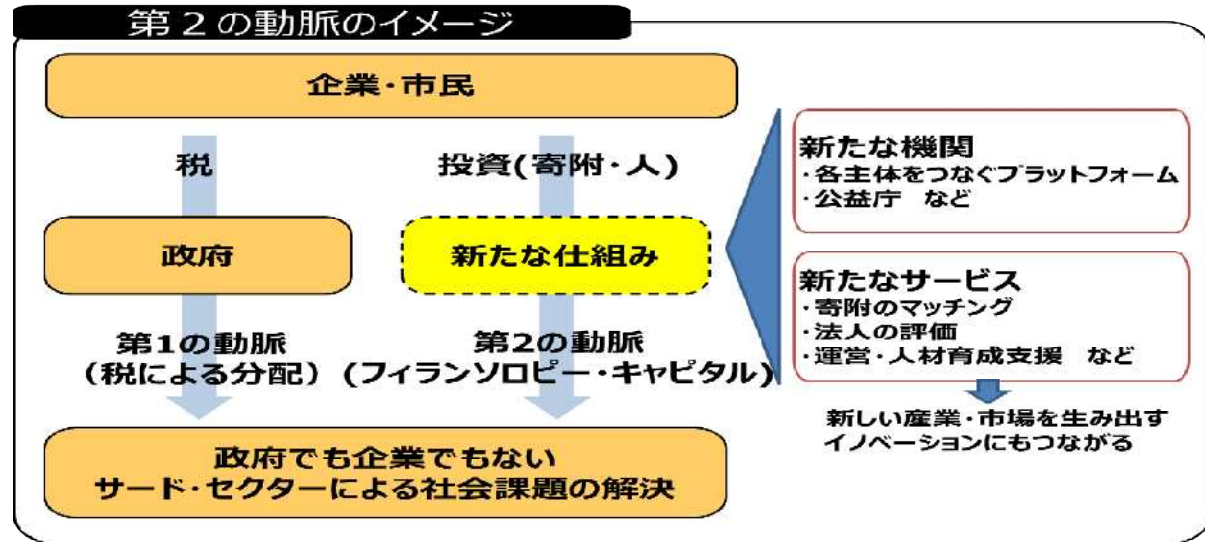 第2の動脈のイメージ
企業・市民
税
投資(寄附・人)
政府
新たな仕組み
第1の動脈
(税による分配)
第2の動脈
(フィランソロピー・キャピタル)
政府でも企業でもない
サード・セクターによる社会課題の解決
新たな機関
・各主体をつなぐプラットフォーム
・公益庁 など
新たなサービス
・寄附のマッチング
・法人の評価
・運営・人材育成支援 など
新しい産業・市場を生み出す
イノベーションにもつながる